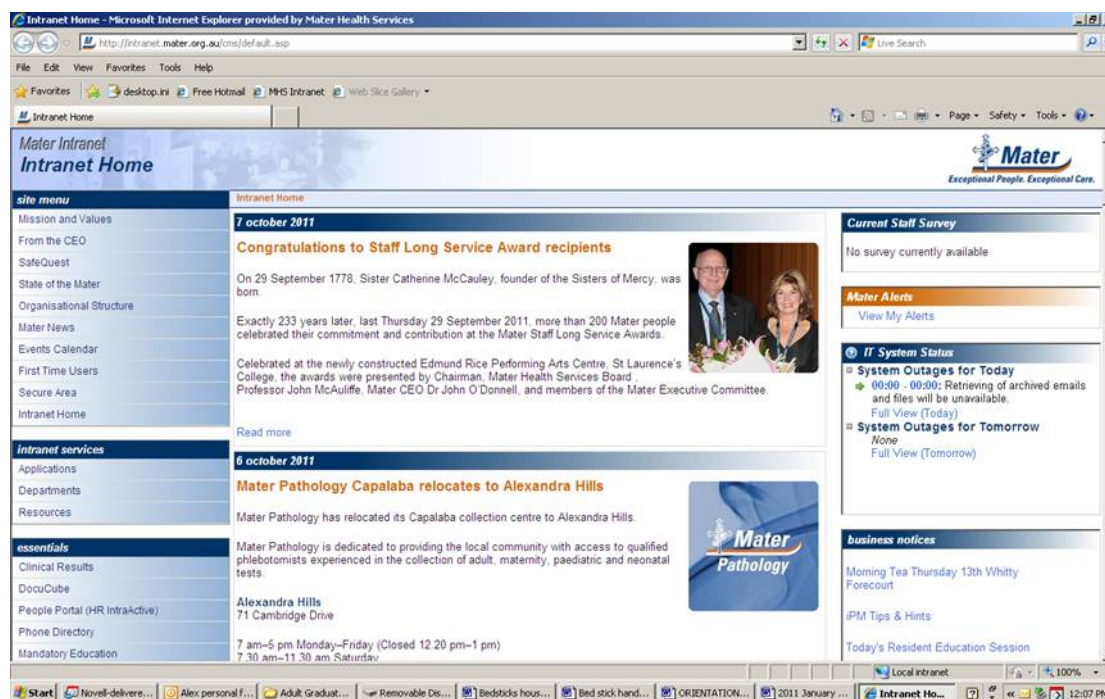 Intranet Home - Microsoft Internet Explorer provided by Mater Health Services
http://intranet.mater.org.au/cms/default.asp
Live Search
File Edit View Favorites Tools Help
Favorites desktop.ini Free Hotmail MHS Intranet Web Slice Gallery
Intranet Home
Page Safety Tools
Mater Intranet
Intranet Home
Mater
Exceptional People. Exceptional Care.
site menu
Mission and Values
From the CEO
SafeQuest
State of the Mater
Organisational Structure
Mater News
Events Calendar
First Time Users
Secure Area
Intranet Home
intranet services
Applications
Departments
Resources
essentials
Clinical Results
DocuCube
People Portal (HR IntraActive)
Phone Directory
Mandatory Education
Intranet Home
7 october 2011
Congratulations to Staff Long Service Award recipients
On 29 September 1778, Sister Catherine McCauley, founder of the Sisters of Mercy, was
born.
Exactly 233 years later, last Thursday 29 September 2011, more than 200 Mater people
celebrated their commitment and contribution at the Mater Staff Long Service Awards.
Celebrated at the newly constructed Edmund Rice Performing Arts Centre, St Laurence's
College, the awards were presented by Chairman, Mater Health Services Board ,
Professor John McAuliffe, Mater CEO Dr John O'Donnell, and members of the Mater Executive Committee.
Read more
6 october 2011
Mater Pathology Capalaba relocates to Alexandra Hills
Mater Pathology has relocated its Capalaba collection centre to Alexandra Hills.
Mater Pathology is dedicated to providing the local community with access to qualified
phlebotomists experienced in the collection of adult, maternity, paediatric and neonatal
tests.
Mater
Pathology
Alexandra Hills
71 Cambridge Drive
7 am–5 pm Monday–Friday (Closed 12.20 pm–1 pm)
7.30 am–11.30 am Saturday
Current Staff Survey
No survey currently available
Mater Alerts
View My Alerts
IT System Status
System Outages for Today
00:00 - 00:00: Retrieving of archived emails
and files will be unavailable.
Full View (Today)
System Outages for Tomorrow
None
Full View (Tomorrow)
business notices
Morning Tea Thursday 13th Whitty
Forecourt
iPM Tips & Hints
Today's Resident Education Session
Local intranet 100%
Start Novell-delivere... Alex personal f... Adult Graduat... Removable Dis... Bedsticks hous... Bed stick hand... ORIENTATION... 2011 January ... Intranet Ho... 12:07